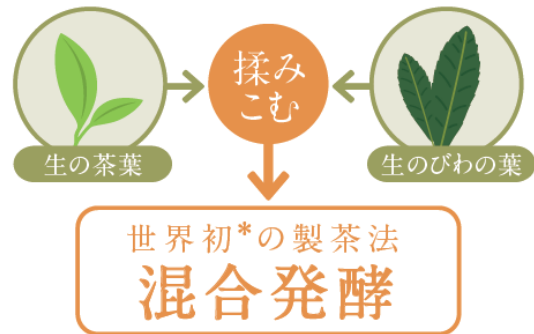 揉み
こむ
生の茶葉
生のびわの葉
世界初*の製茶法
混合発酵